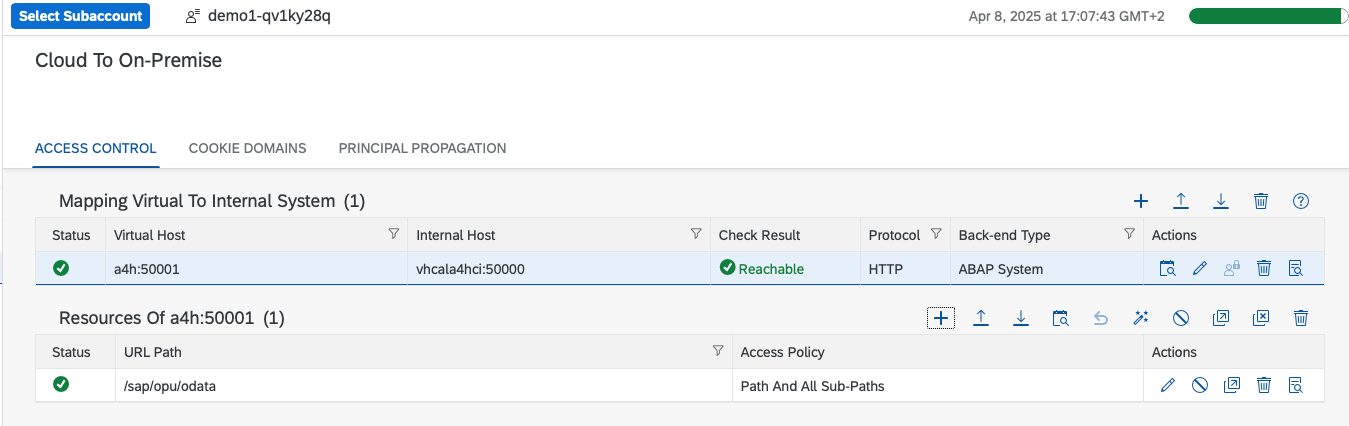 Select Subaccount demo1-qv1ky28q Apr 8, 2025 at 17:07:43 GMT+2
Cloud To On-Premise
ACCESS CONTROL COOKIE DOMAINS PRINCIPAL PROPAGATION
Mapping Virtual To Internal System (1)
Status Virtual Host Internal Host Check Result Protocol Back-end Type Actions
a4h:50001 vhcala4hci:50000 Reachable HTTP ABAP System
Resources Of a4h:50001 (1)
Status URL Path Access Policy Actions
/sap/opu/odata Path And All Sub-Paths